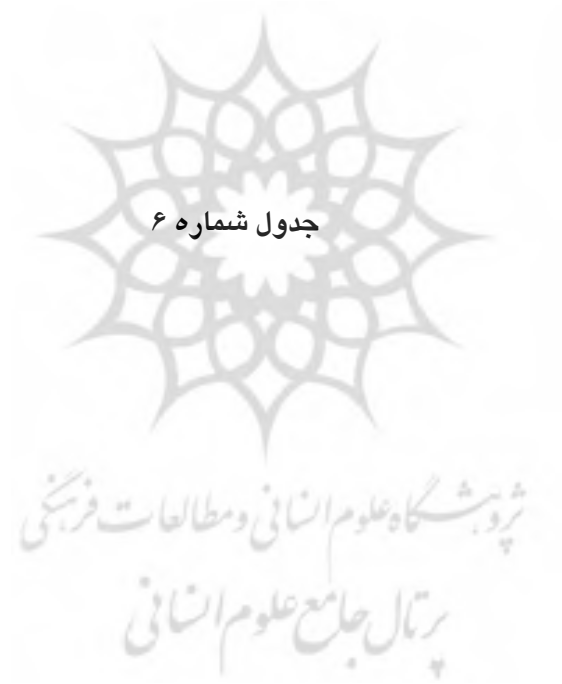 جدول شماره ۶
پژوهشگاه علوم انسانی و مطالعات فرهنگی
پرتال جامع علوم انسانی